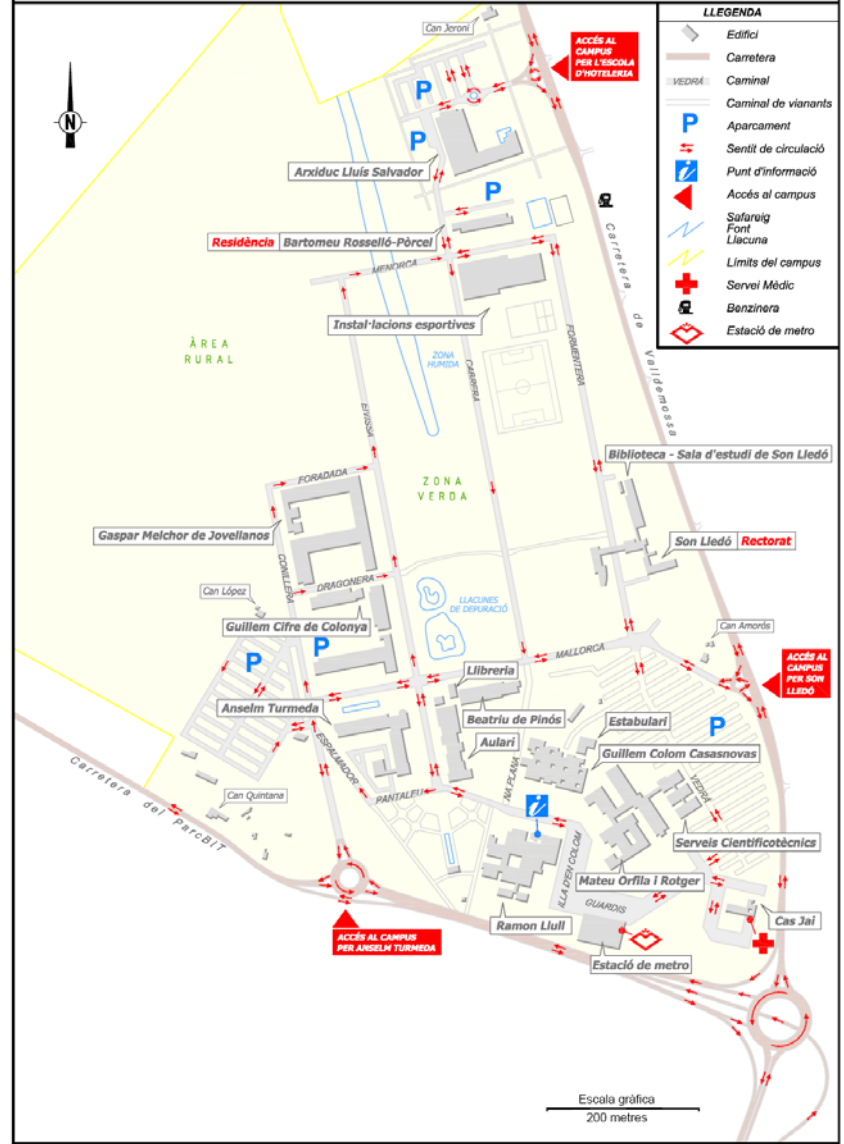 Can Jeroni
ACCÉS AL
CAMPUS
PER L'ESCOLA
D'HOTELERIA
LLEGENDA
Edifici
Carretera
VEDRÀ
Caminal
Caminal de vianants
P
Aparcament
Sentit de circulació
i
Punt d'informació
Accés al campus
Safareig
Font
Llacuna
Límits del campus
Servei Mèdic
Benzinera
Estació de metro
N
P
P
P
Arxiduc Lluís Salvador
Residència
Bartomeu Rosselló-Pòrcel
MENORCA
Instal·lacions esportives
Carretera de Valldemossa
ÀREA
RURAL
ZONA
HUMIDA
CABRERA
FORMENTERA
EIVISSA
ZONA
VERDA
Biblioteca - Sala d'estudi de Son Lledó
FORADADA
Gaspar Melchor de Jovellanos
Son Lledó
Rectorat
CONILLERA
DRAGONERA
Can López
LLACUNES
DE DEPURACIÓ
Guillem Cifre de Colonya
Can Amorós
MALLORCA
P
P
ACCÉS AL
CAMPUS
PER SON
LLEDÓ
Llibreria
Anselm Turmeda
Beatriu de Pinós
Estabulari
P
Aulari
Guillem Colom Casasnovas
ESPALMADOR
NA PLANA
VEDRÀ
Carretera del ParcBIT
Can Quintana
PANTALEU
i
Serveis Cientificotècnics
ILLA D'EN COLOM
Mateu Orfila i Rotger
GUARDIS
Ramon Llull
Cas Jai
ACCÉS AL CAMPUS
PER ANSELM TURMEDA
Estació de metro
Escala gràfica
200 metres